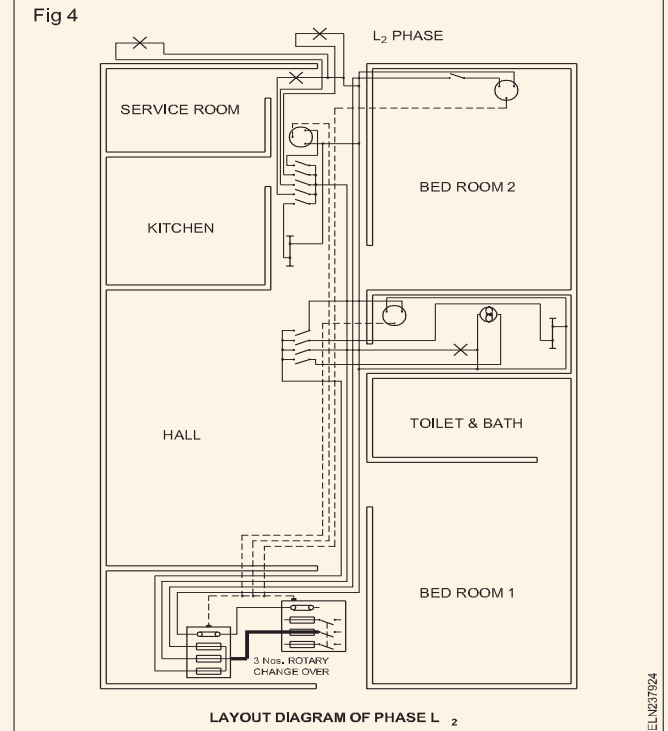 Fig 4
L2 PHASE
SERVICE ROOM
BED ROOM 2
KITCHEN
TOILET & BATH
HALL
BED ROOM 1
3 Nos. ROTARY
CHANGE OVER
LAYOUT DIAGRAM OF PHASE L 2
ELN237924